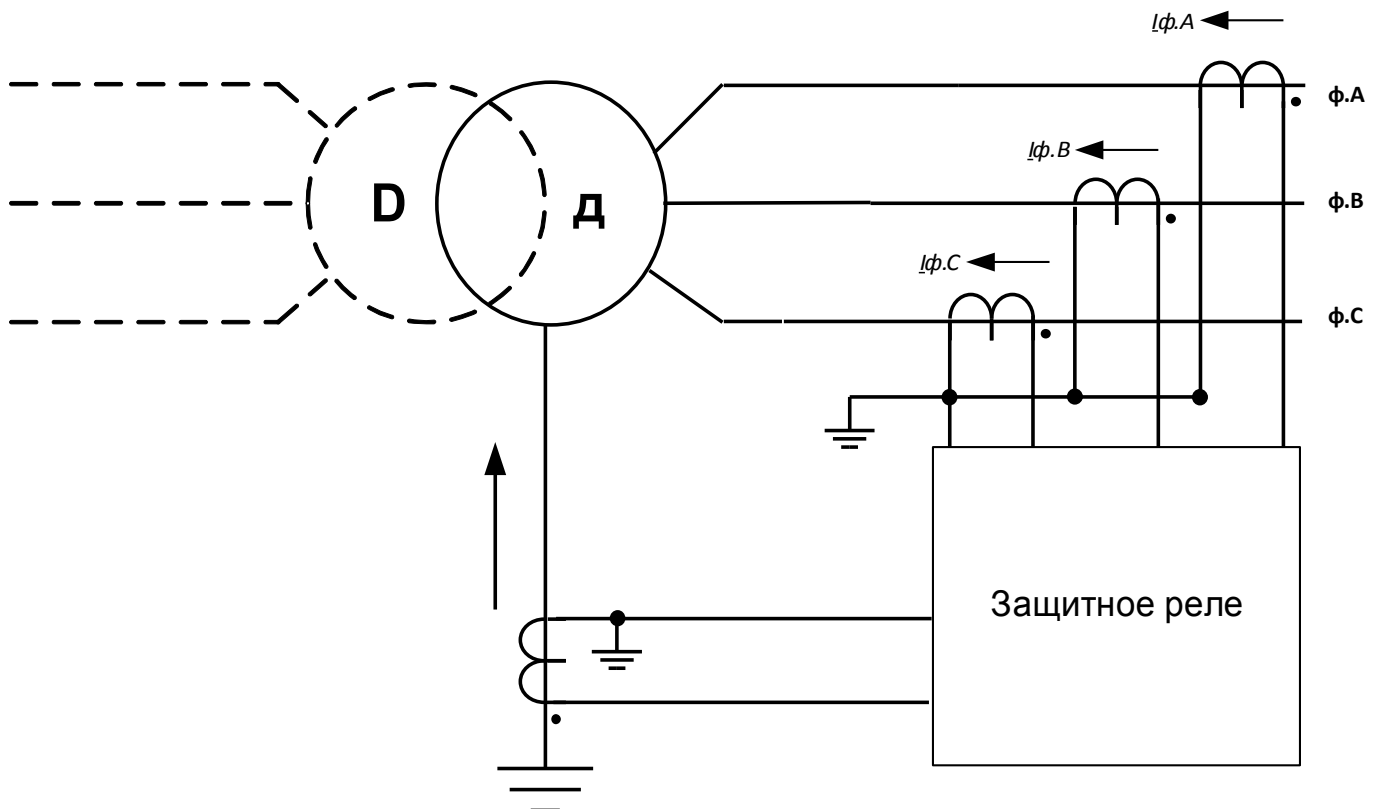 Iф.А
ф.А
Iф.В
ф.В
D д
Iф.С
ф.С
Защитное реле